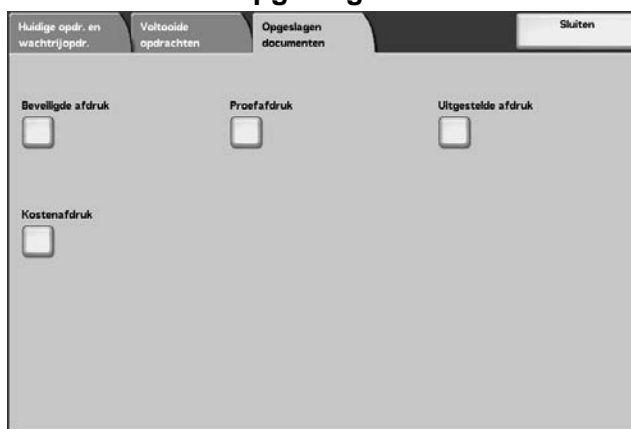 Huidige opdr. en
wachtrijopdr.
Voltooide
opdrachten
Opgeslagen
documenten
Sluiten
Beveiligde afdruk
Proefafdruk
Uitgestelde afdruk
Kostenafdruk